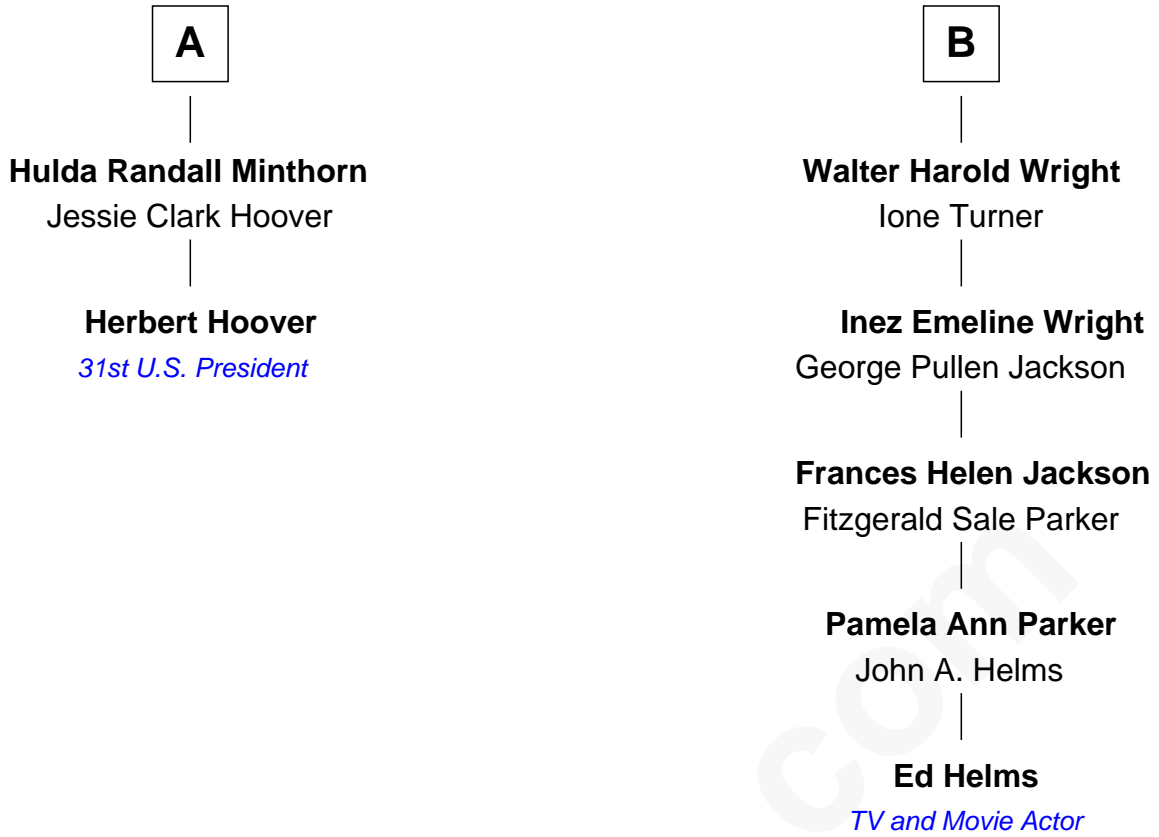 A
Hulda Randall Minthorn
Jessie Clark Hoover
Herbert Hoover
31st U.S. President
B
Walter Harold Wright
Ione Turner
Inez Emeline Wright
George Pullen Jackson
Frances Helen Jackson
Fitzgerald Sale Parker
Pamela Ann Parker
John A. Helms
Ed Helms
TV and Movie Actor
com